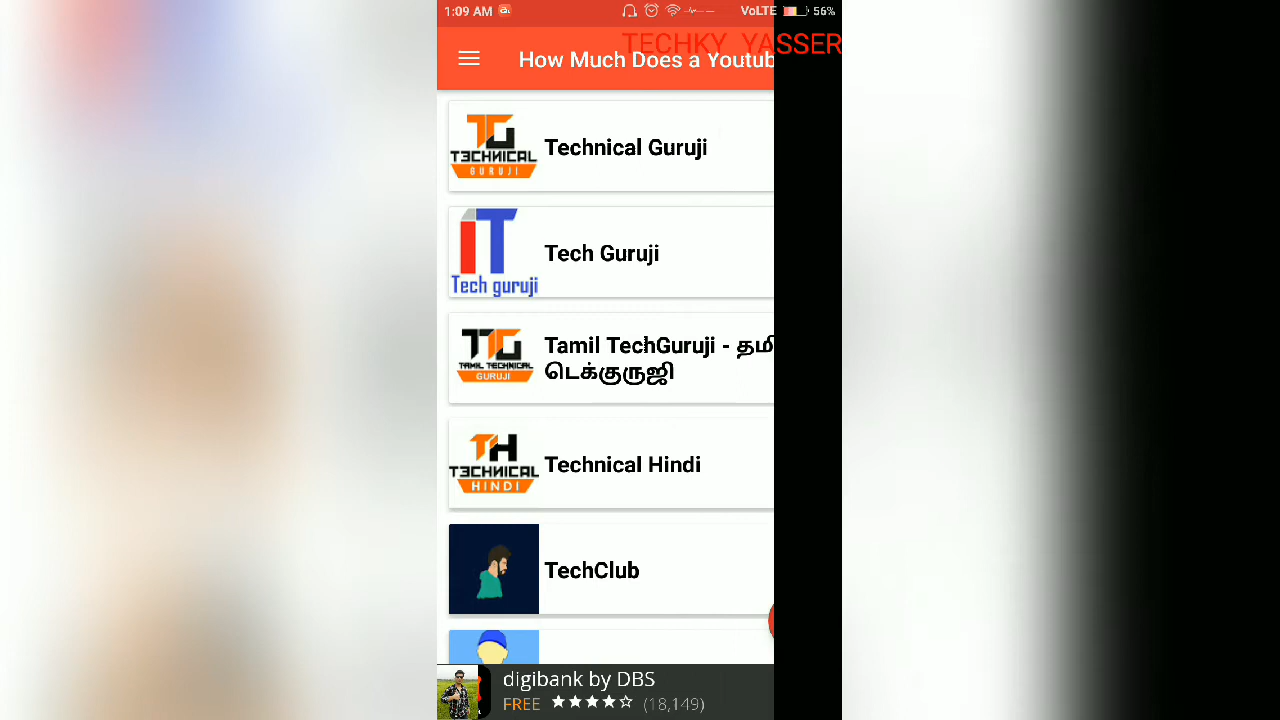 1:09 AM
VoLTE
56%
TECHKY YASSER
How Much Does a Youtub
TECHNICAL
GURUJI
Technical Guruji
Tech guruji
Tech Guruji
TAMIL TECHNICAL
GURUJI
Tamil TechGuruji - தமி
டெக்குருஜி
TECHNICAL
HINDI
Technical Hindi
TechClub
digibank by DBS
FREE
(18,149)